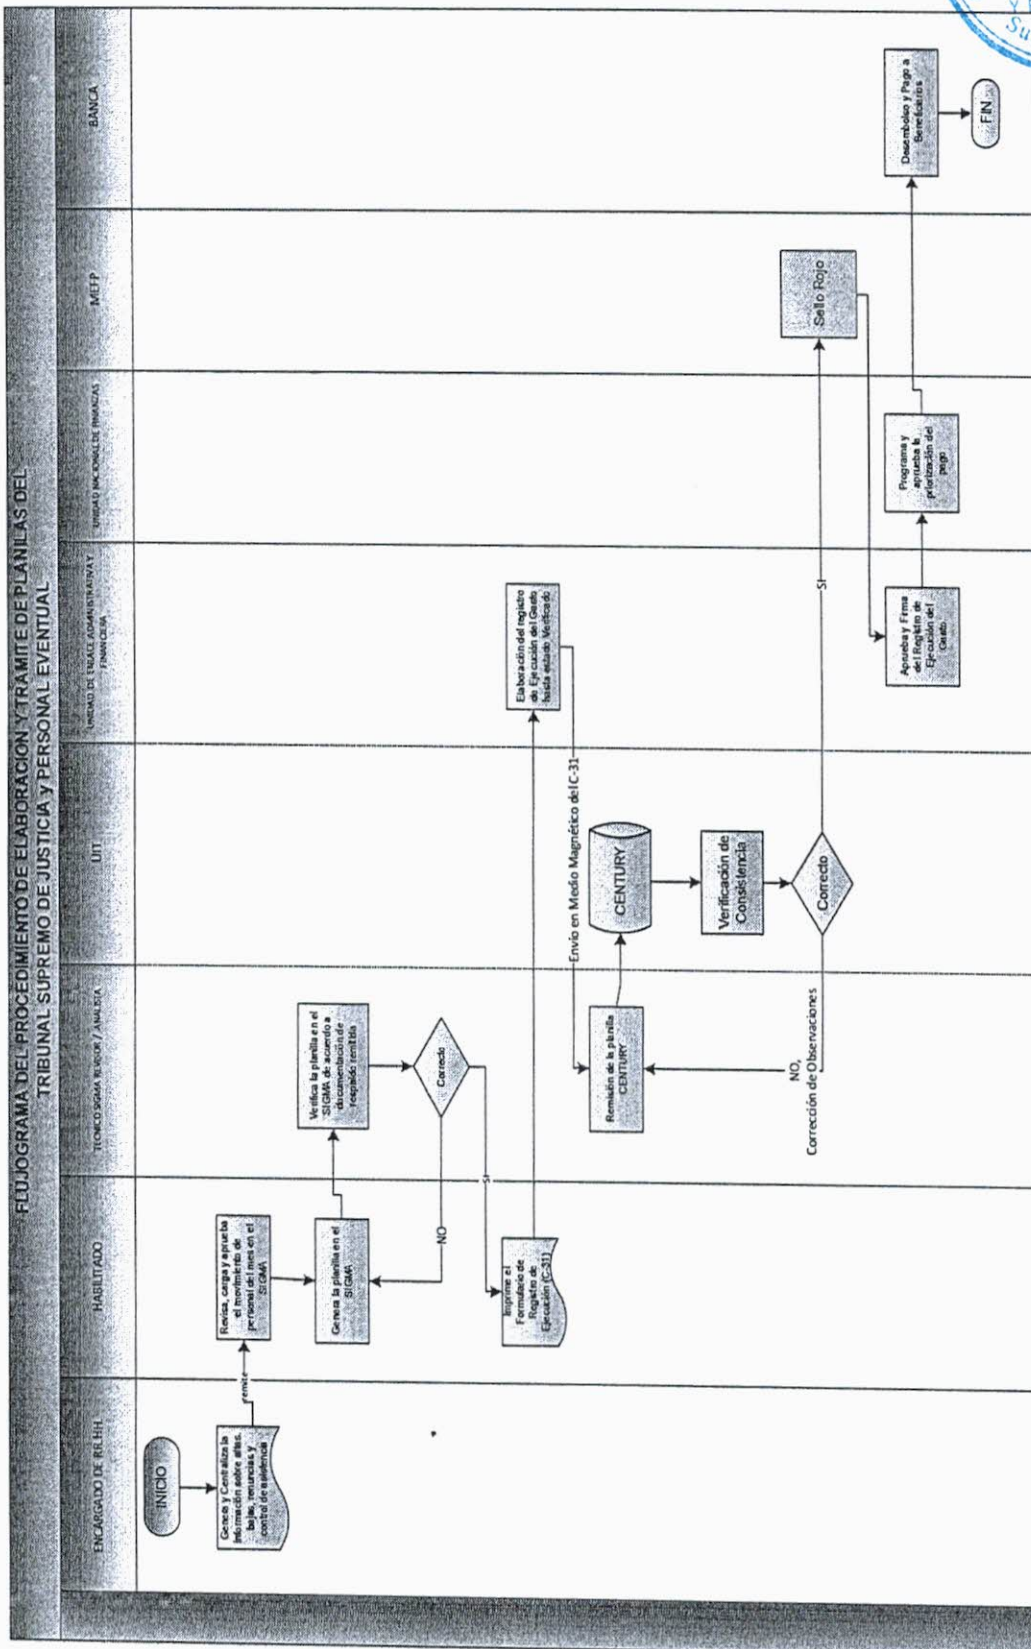 FLUJOGRAMA DEL PROCEDIMIENTO DE ELABORACION Y TRAMITE DE PLANILAS DEL
TRIBUNAL SUPREMO DE JUSTICIA y PERSONAL EVENTUAL
ENCARGADO DE RR.HH.
HABILITADO
TECNICO SIGMA REVISOR / ANALISTA
UIT
UNIDAD DE ENLACE ADMINISTRATIVA Y
FINANCIERA
UNIDAD NACIONAL DE FINANZAS
MEFP
BANCA
INICIO
Genera y Centraliza la
Información sobre altas,
bajas, renuncias y
control de asistencia
remite
Revisa, carga y aprueba
el movimiento de
personal del mes en el
SIGMA
Genera la planilla en el
SIGMA
Verifica la planilla en el
SIGMA de acuerdo a
documentación de
respaldo remitida
Correcto
NO
SI
Imprime el
Formulario de
Registro de
Ejecución (C-31)
Elaboración del registro
de Ejecución del Gasto
hasta estado Verificado
Envío en Medio Magnético del C-31
Remisión de la planilla
CENTURY
CENTURY
Verificación de
Consistencia
Correcto
NO,
Corrección de Observaciones
SI
Sello Rojo
Aprueba y Firma
del Registro de
Ejecución del
Gasto
Programa y
aprueba la
priorización del
pago
Desembolso y Pago a
Beneficiarios
FIN
Su